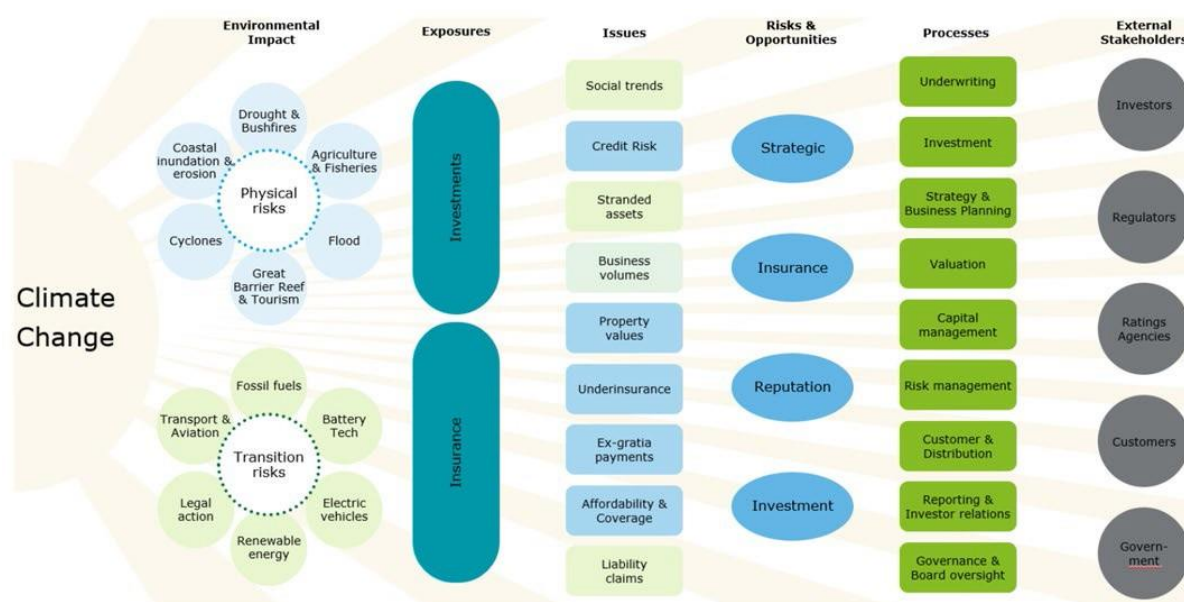 Environmental
Impact
Exposures
Issues
Risks &
Opportunities
Processes
External
Stakeholders
Climate
Change
Physical
risks
Drought &
Bushfires
Agriculture
& Fisheries
Flood
Great
Barrier Reef
& Tourism
Cyclones
Coastal
inundation &
erosion
Transition
risks
Fossil fuels
Battery
Tech
Electric
vehicles
Renewable
energy
Legal
action
Transport &
Aviation
Investments
Insurance
Social trends
Credit Risk
Stranded
assets
Business
volumes
Property
values
Underinsurance
Ex-gratia
payments
Affordability &
Coverage
Liability
claims
Strategic
Insurance
Reputation
Investment
Underwriting
Investment
Strategy &
Business Planning
Valuation
Capital
management
Risk management
Customer &
Distribution
Reporting &
Investor relations
Governance &
Board oversight
Investors
Regulators
Ratings
Agencies
Customers
Govern-
ment